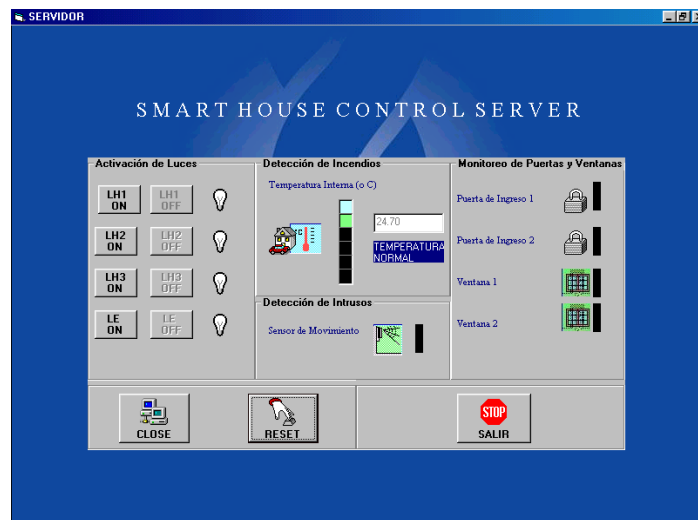 SERVIDOR
SMART HOUSE CONTROL SERVER
Activación de Luces
LH1
ON
LH1
OFF
LH2
ON
LH2
OFF
LH3
ON
LH3
OFF
LE
ON
LE
OFF
Detección de Incendios
Temperatura Interna (o C)
°C
24.70
TEMPERATURA
NORMAL
Detección de Intrusos
Sensor de Movimiento
Monitoreo de Puertas y Ventanas
Puerta de Ingreso 1
Puerta de Ingreso 2
Ventana 1
Ventana 2
CLOSE
RESET
STOP
SALIR